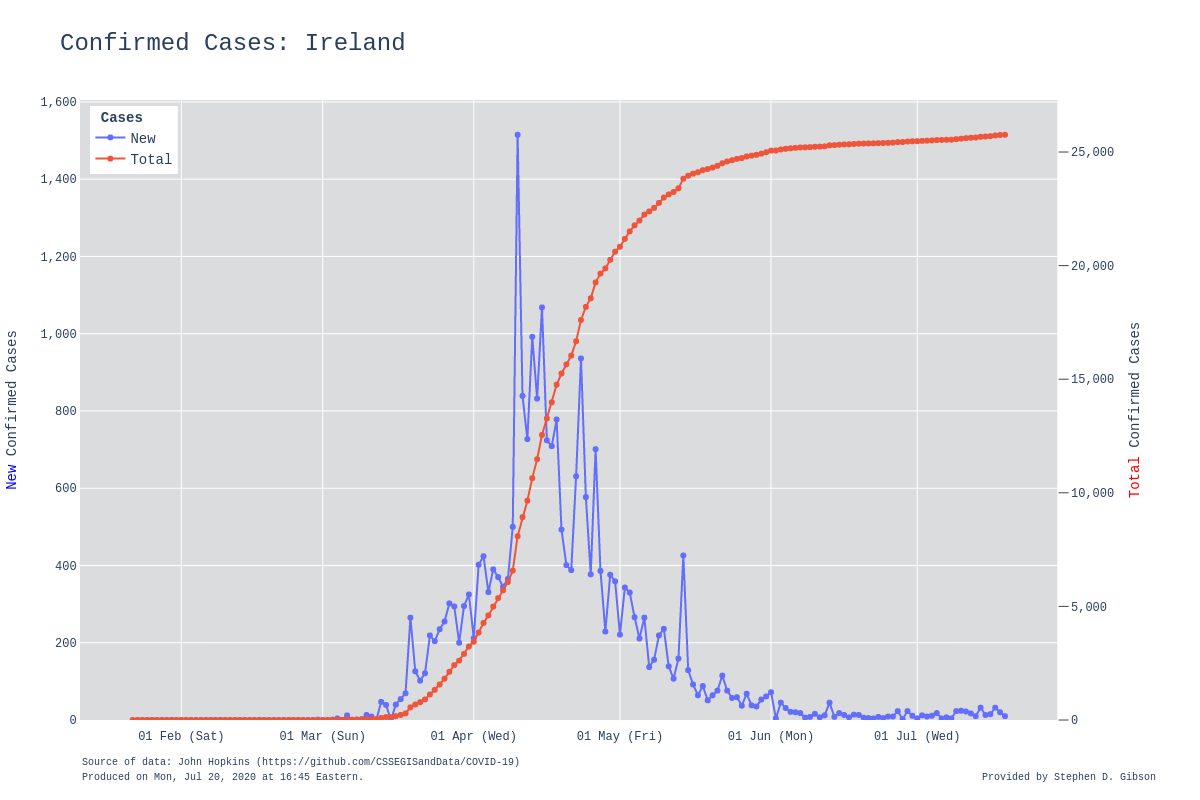 Confirmed Cases: Ireland
Cases
New
Total
1,600
1,400
1,200
1,000
800
600
400
200
0
New Confirmed Cases
25,000
20,000
15,000
10,000
5,000
0
Total Confirmed Cases
01 Feb (Sat) 01 Mar (Sun) 01 Apr (Wed) 01 May (Fri) 01 Jun (Mon) 01 Jul (Wed)
Source of data: John Hopkins (https://github.com/CSSEGISandData/COVID-19)
Produced on Mon, Jul 20, 2020 at 16:45 Eastern.
Provided by Stephen D. Gibson